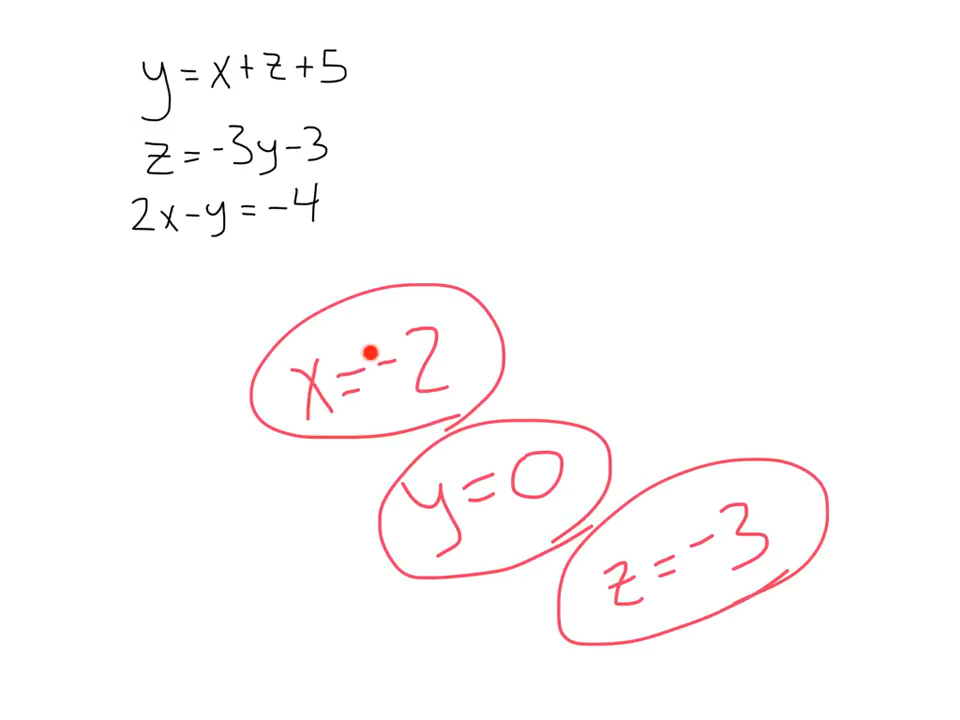 y = x + z + 5
z = -3y - 3
2x - y = -4
x = -2
y = 0
z = -3